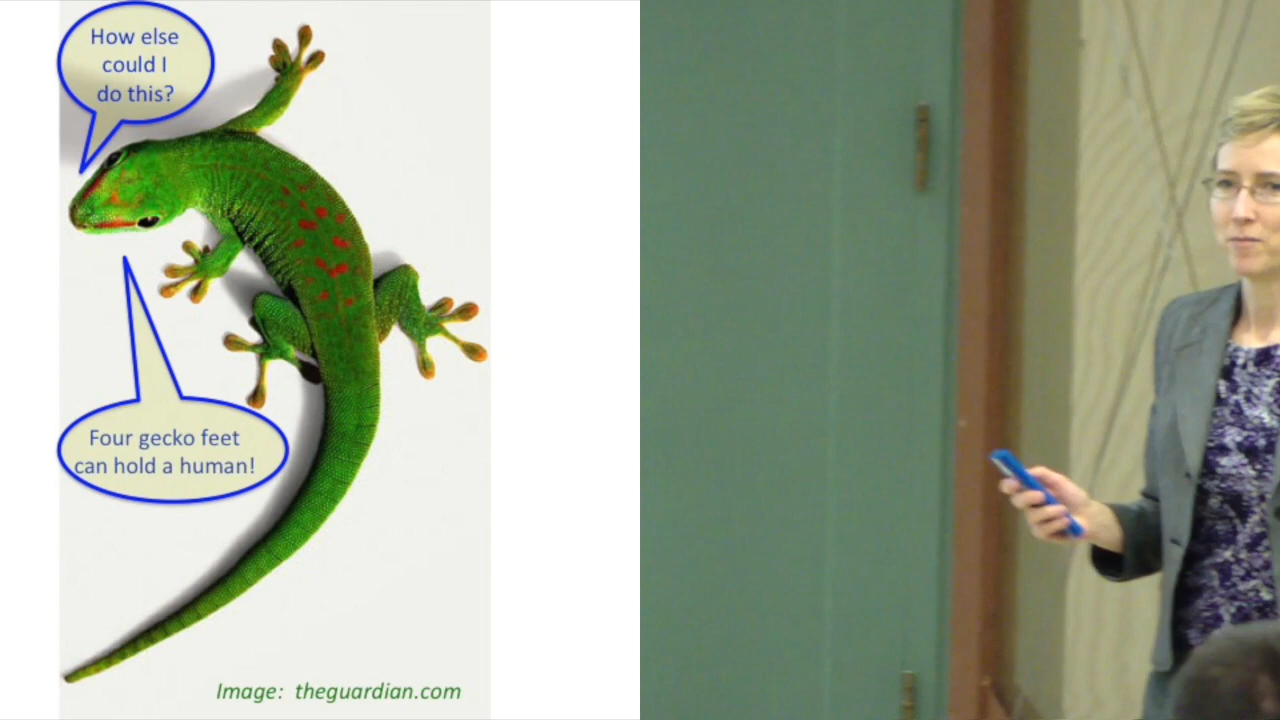 How else
could I
do this?
Four gecko feet
can hold a human!
Image: theguardian.com